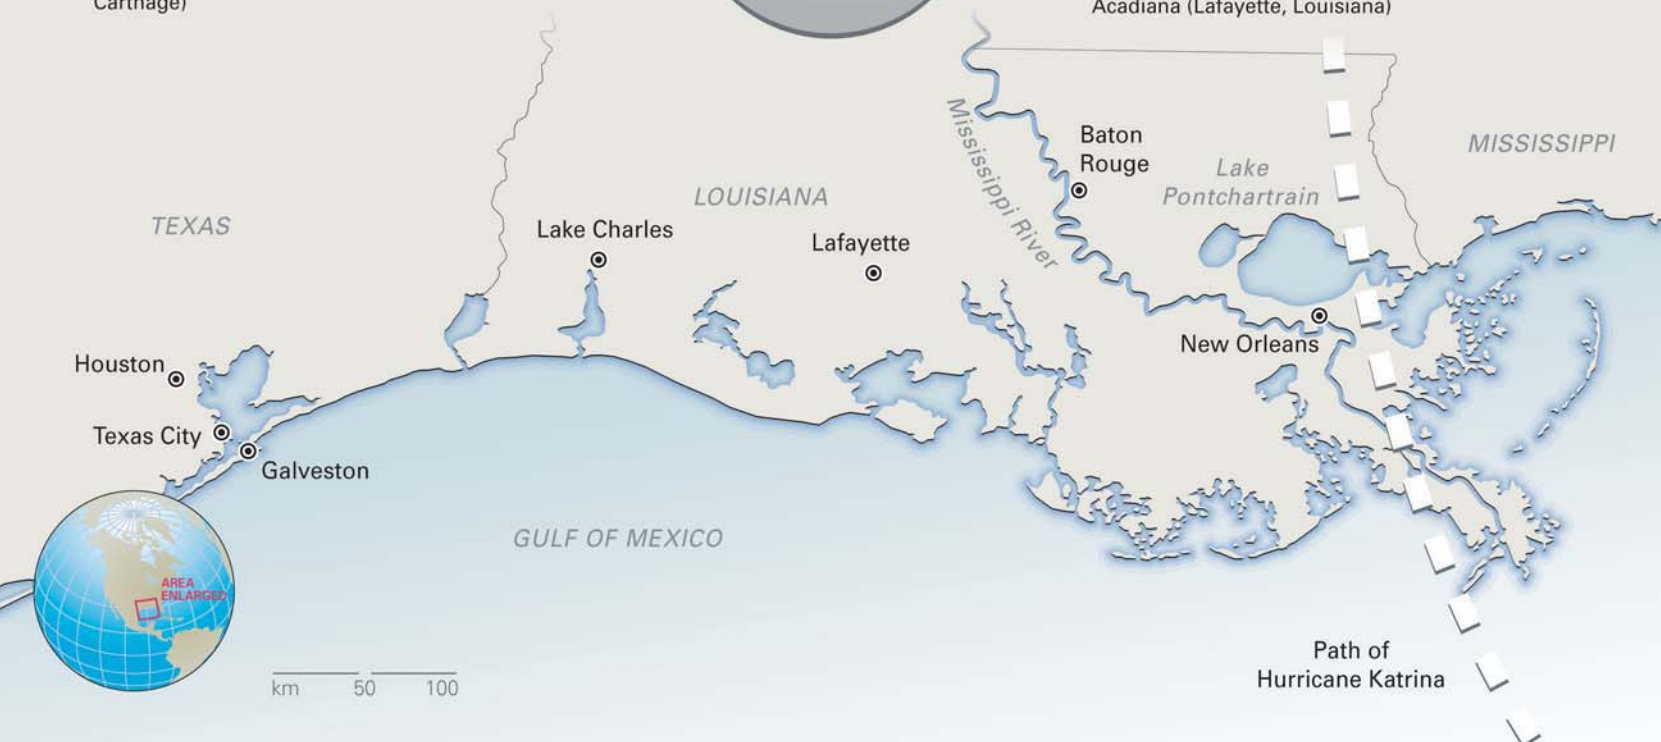 Carthage)
Acadiana (Lafayette, Louisiana)
Mississippi River
Baton
Rouge
MISSISSIPPI
Lake
Pontchartrain
LOUISIANA
TEXAS
Lake Charles
Lafayette
New Orleans
Houston
Texas City
Galveston
GULF OF MEXICO
AREA
ENLARGED
Path of
Hurricane Katrina
km 50 100